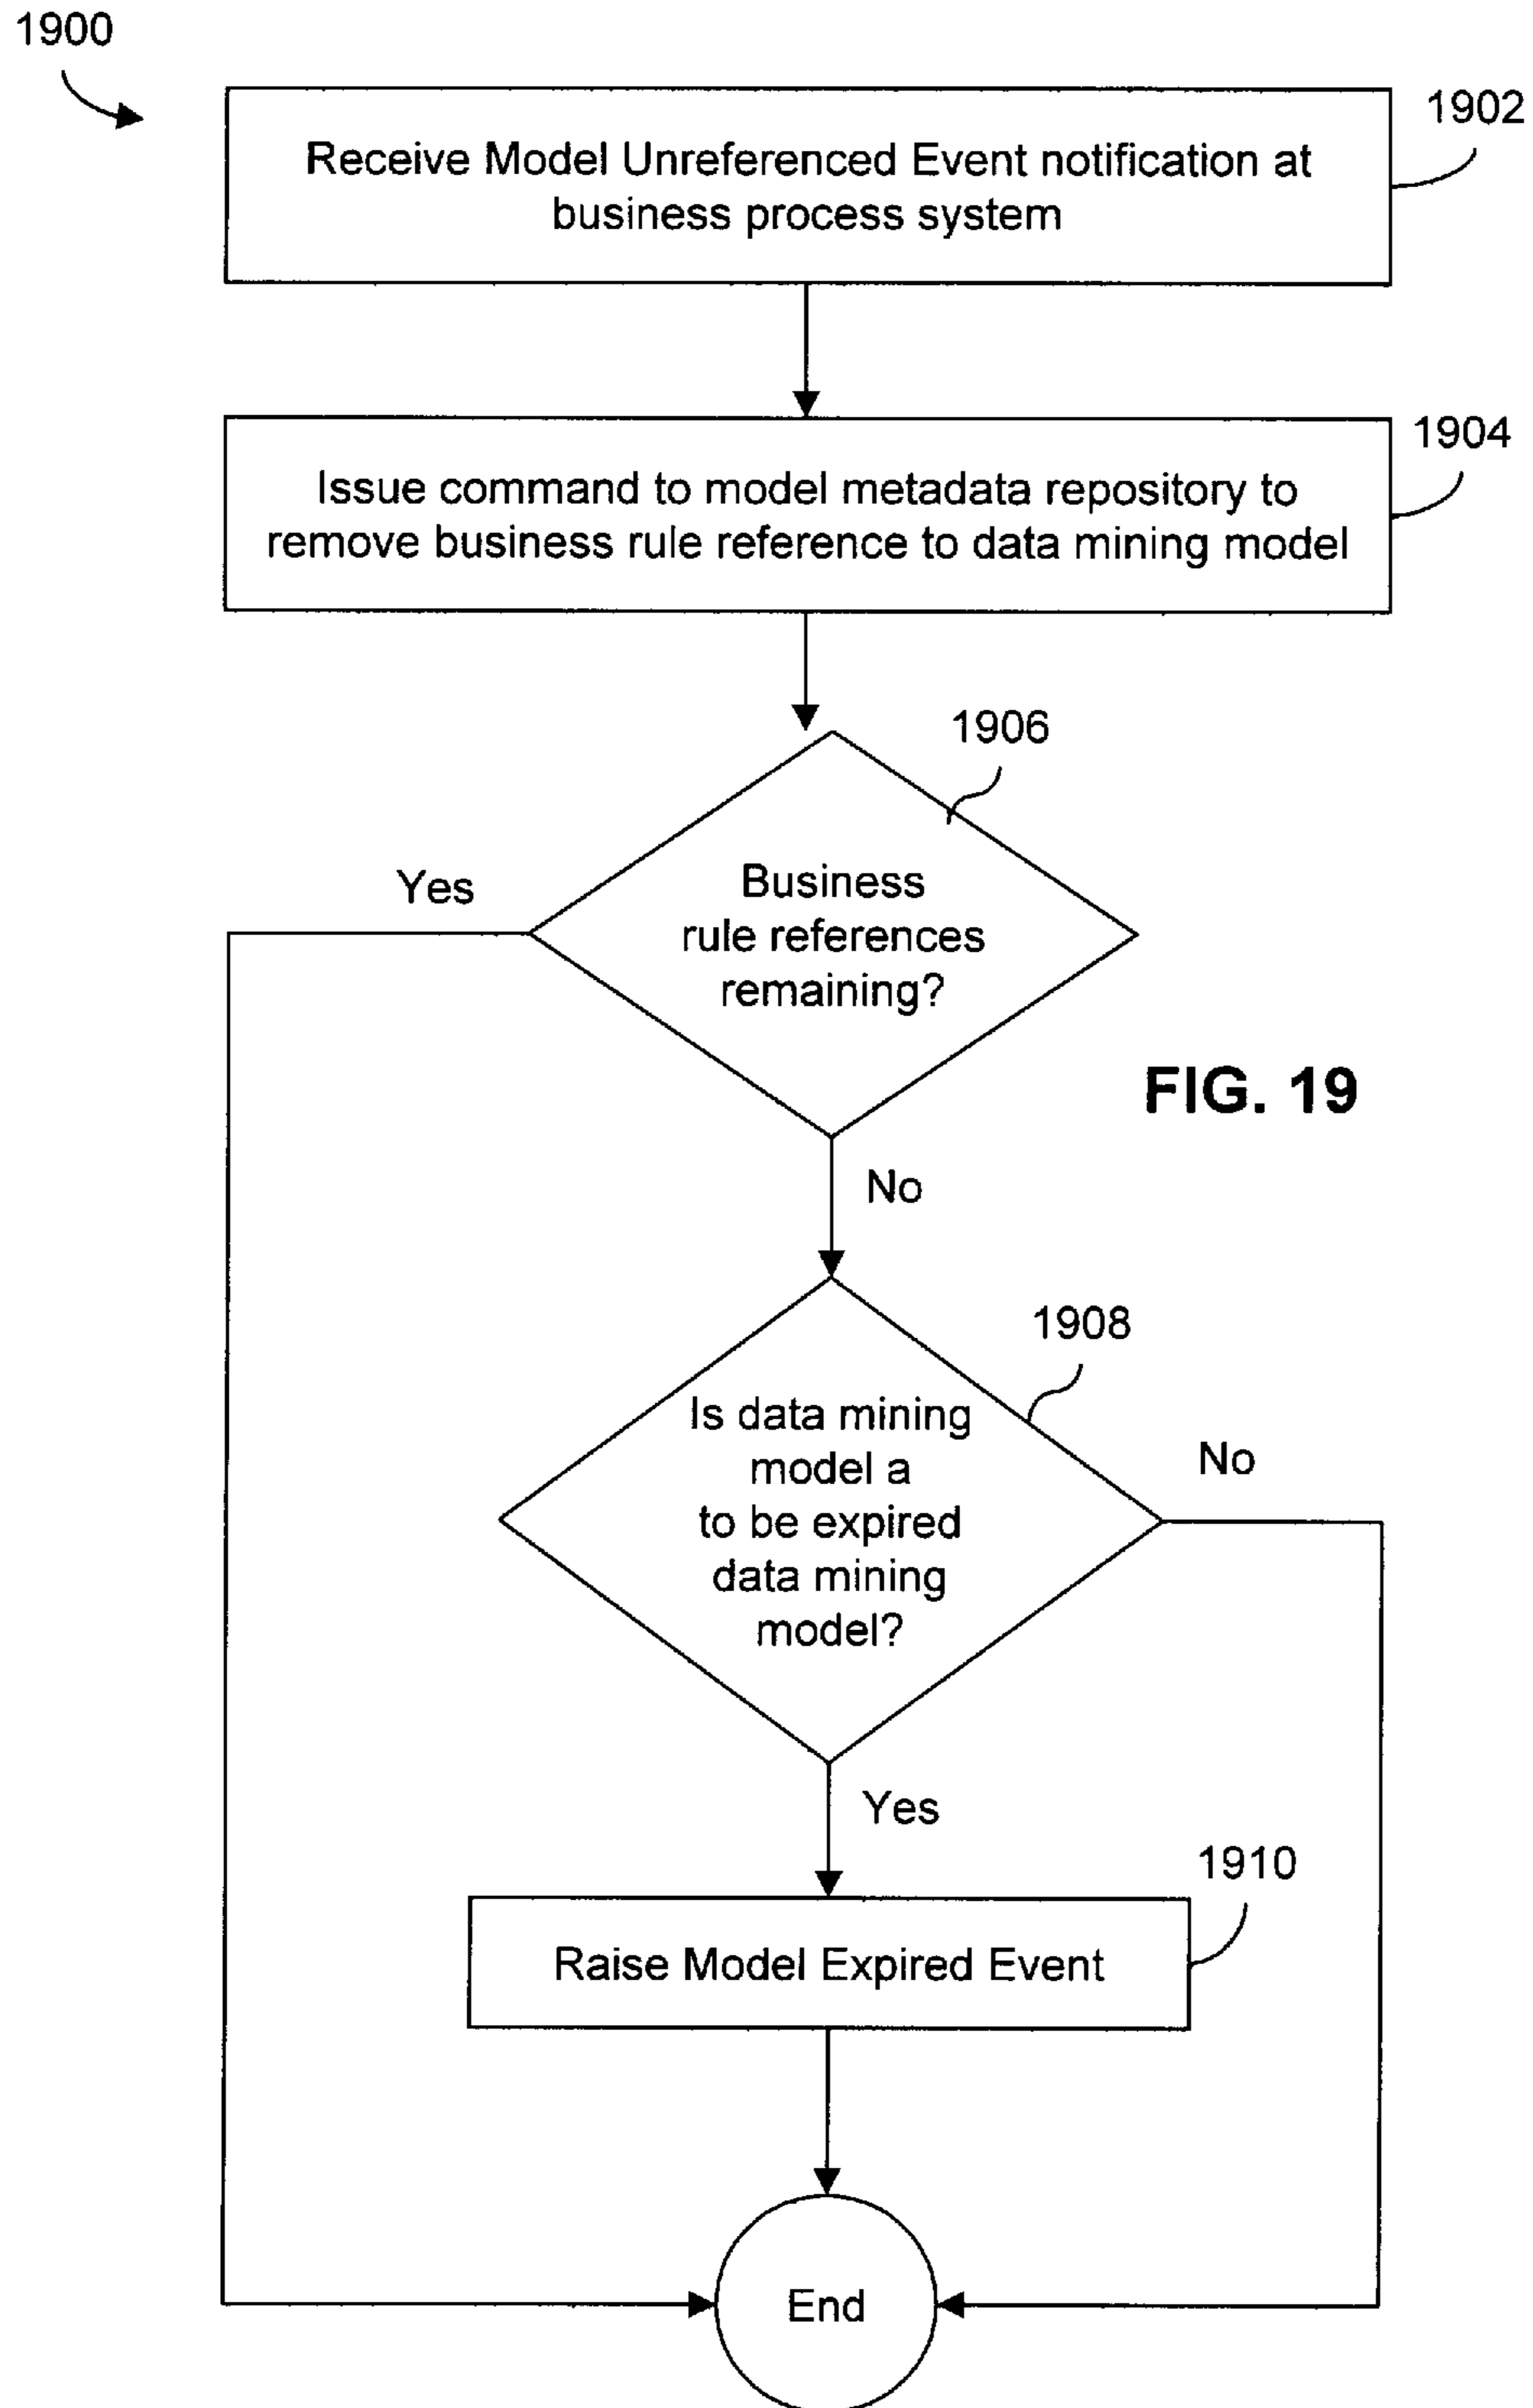 1900
1902
Receive Model Unreferenced Event notification at
business process system
1904
Issue command to model metadata repository to
remove business rule reference to data mining model
1906
Yes
Business
rule references
remaining?
FIG. 19
No
1908
Is data mining
model a
to be expired
data mining
model?
No
Yes
1910
Raise Model Expired Event
End